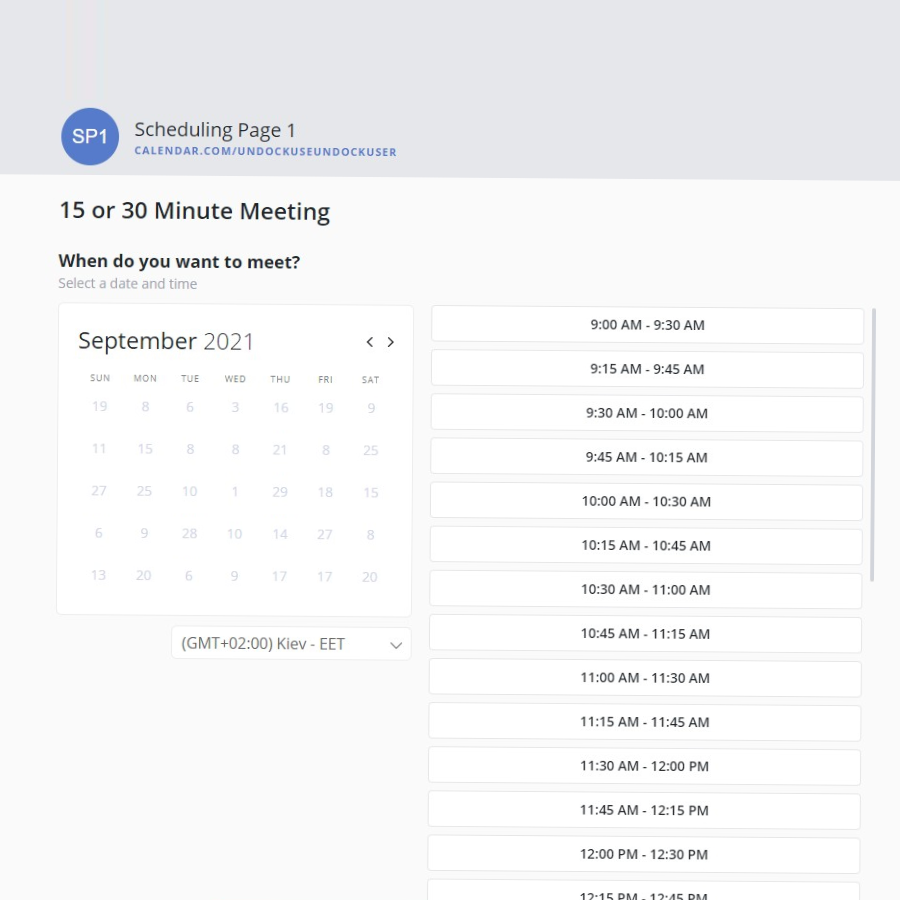 SP1
Scheduling Page 1
CALENDAR.COM/UNDOCKUSEUNDOCKUSER
15 or 30 Minute Meeting
When do you want to meet?
Select a date and time
September 2021
SUN MON TUE WED THU FRI SAT
19 8 6 3 16 19 9
11 15 8 8 21 8 25
27 25 10 1 29 18 15
6 9 28 10 14 27 8
13 20 6 9 17 17 20
(GMT+02:00) Kiev - EET
9:00 AM - 9:30 AM
9:15 AM - 9:45 AM
9:30 AM - 10:00 AM
9:45 AM - 10:15 AM
10:00 AM - 10:30 AM
10:15 AM - 10:45 AM
10:30 AM - 11:00 AM
10:45 AM - 11:15 AM
11:00 AM - 11:30 AM
11:15 AM - 11:45 AM
11:30 AM - 12:00 PM
11:45 AM - 12:15 PM
12:00 PM - 12:30 PM
12:15 PM - 12:45 PM